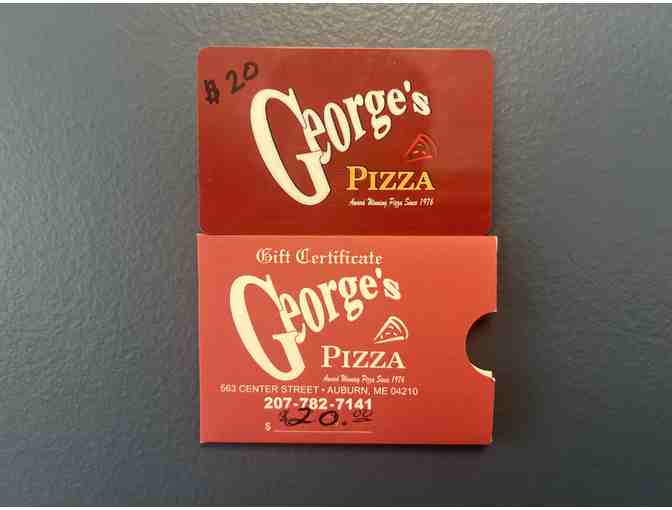 $20
George's
PIZZA
Award Winning Pizza Since 1976
Gift Certificate
George's
PIZZA
Award Winning Pizza Since 1976
563 CENTER STREET • AUBURN, ME 04210
207-782-7141
$ $20.00